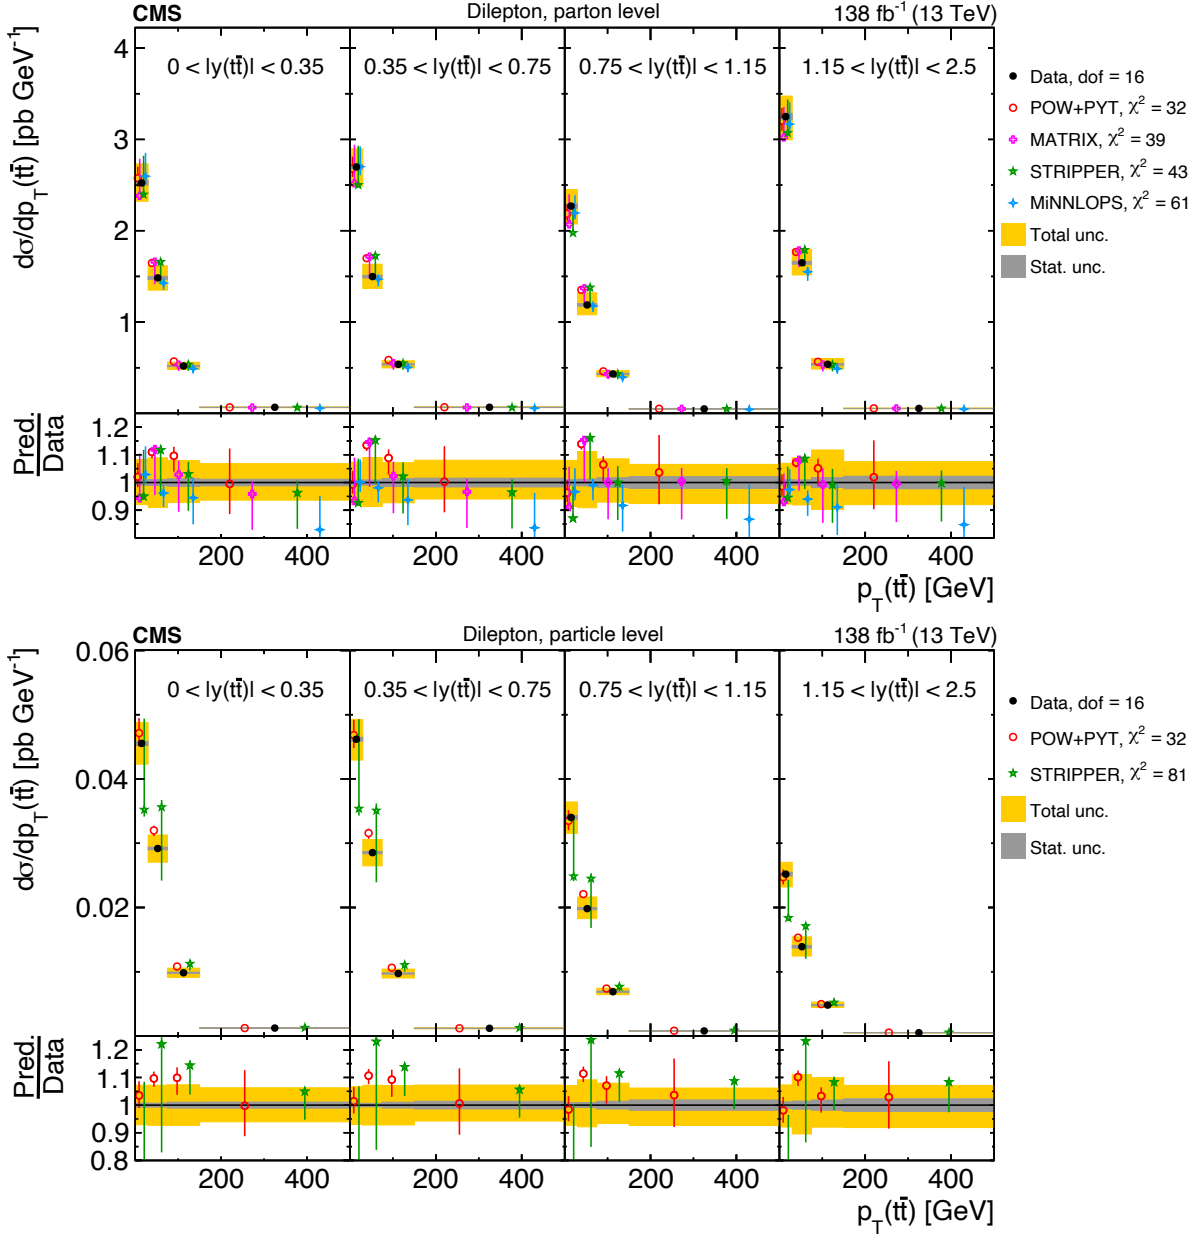 CMS Dilepton, parton level 138 fb⁻¹ (13 TeV)
dσ/dp_T(tt̄) [pb GeV⁻¹]
0 < |y(tt̄)| < 0.35 0.35 < |y(tt̄)| < 0.75 0.75 < |y(tt̄)| < 1.15 1.15 < |y(tt̄)| < 2.5
4
3
2
1
Data, dof = 16
POW+PYT, χ² = 32
MATRIX, χ² = 39
STRIPPER, χ² = 43
MiNNLOPS, χ² = 61
Total unc.
Stat. unc.
Pred
Data
1.2
1.1
1
0.9
200 400 200 400 200 400 200 400
p_T(tt̄) [GeV]
CMS Dilepton, particle level 138 fb⁻¹ (13 TeV)
dσ/dp_T(tt̄) [pb GeV⁻¹]
0 < |y(tt̄)| < 0.35 0.35 < |y(tt̄)| < 0.75 0.75 < |y(tt̄)| < 1.15 1.15 < |y(tt̄)| < 2.5
0.06
0.04
0.02
Data, dof = 16
POW+PYT, χ² = 32
STRIPPER, χ² = 81
Total unc.
Stat. unc.
Pred.
Data
1.2
1.1
1
0.9
0.8
200 400 200 400 200 400 200 400
p_T(tt̄) [GeV]